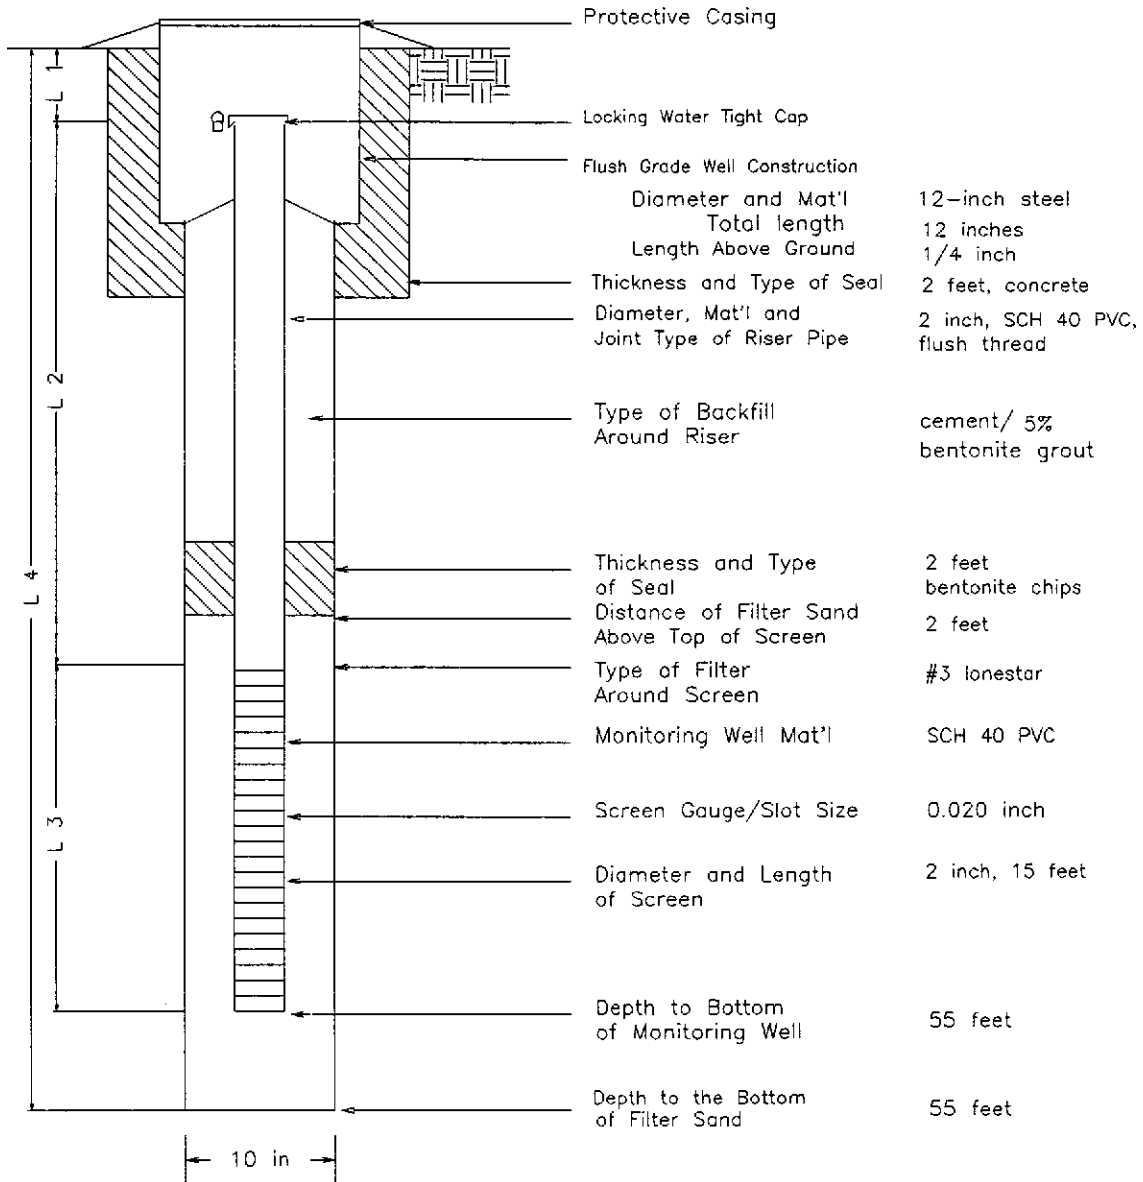 Protective Casing
L 1
Locking Water Tight Cap
Flush Grade Well Construction
Diameter and Mat'l 12-inch steel
Total length 12 inches
Length Above Ground 1/4 inch
Thickness and Type of Seal 2 feet, concrete
Diameter, Mat'l and 2 inch, SCH 40 PVC,
Joint Type of Riser Pipe flush thread
L 2
Type of Backfill cement/ 5%
Around Riser bentonite grout
L 4
Thickness and Type 2 feet
of Seal bentonite chips
Distance of Filter Sand
Above Top of Screen 2 feet
Type of Filter #3 lonestar
Around Screen
Monitoring Well Mat'l SCH 40 PVC
L 3
Screen Gauge/Slot Size 0.020 inch
Diameter and Length 2 inch, 15 feet
of Screen
Depth to Bottom
of Monitoring Well 55 feet
Depth to the Bottom
of Filter Sand 55 feet
10 in